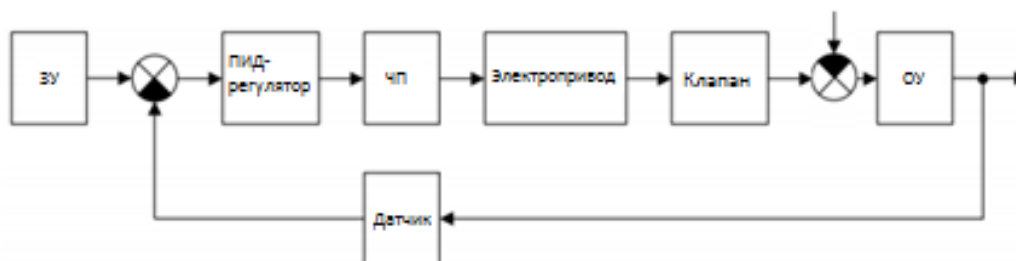 ЗУ
ПИД-
регулятор
ЧП
Электропривод
Клапан
ОУ
Датчик